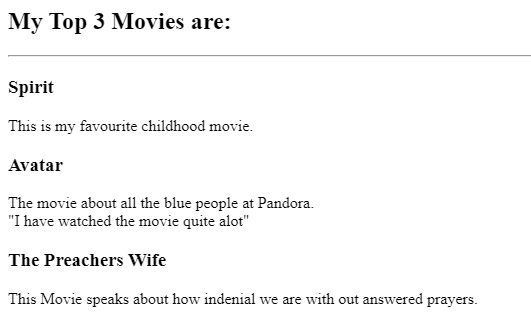 My Top 3 Movies are:
Spirit
This is my favourite childhood movie.
Avatar
The movie about all the blue people at Pandora.
"I have watched the movie quite alot"
The Preachers Wife
This Movie speaks about how indenial we are with out answered prayers.